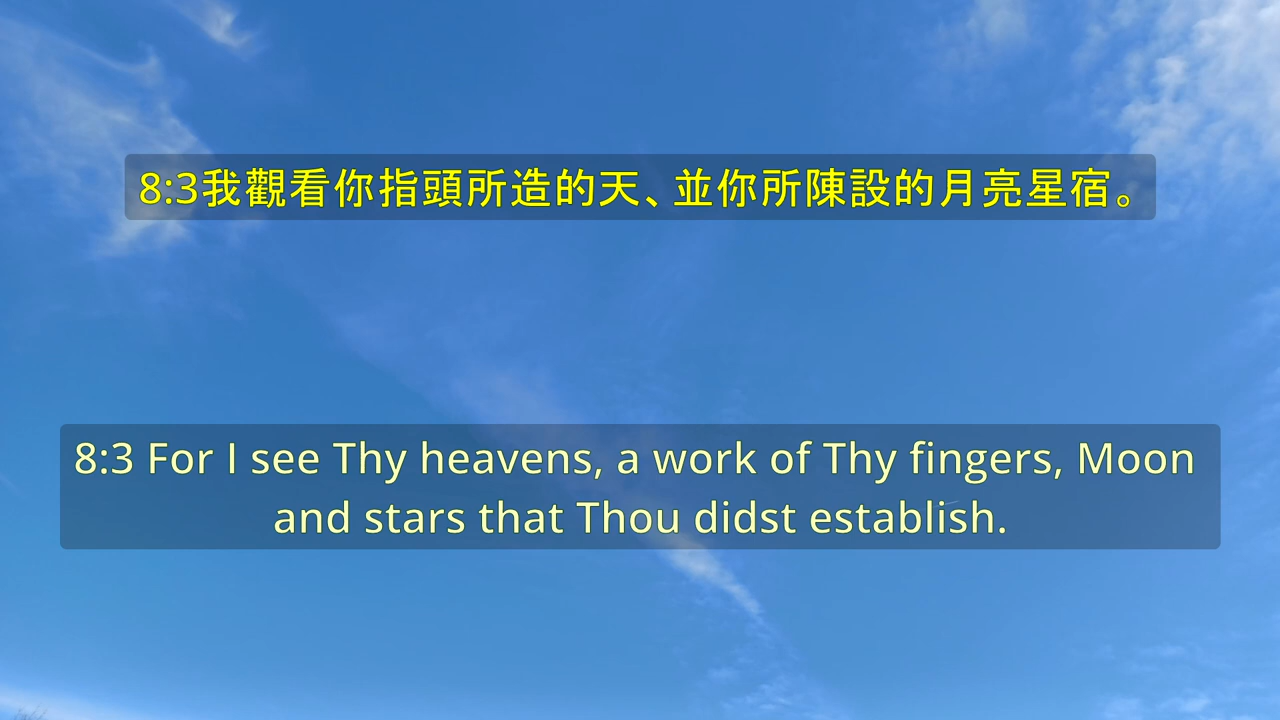 8:3我觀看你指頭所造的天、並你所陳設的月亮星宿。
8:3 For I see Thy heavens, a work of Thy fingers, Moon
and stars that Thou didst establish.